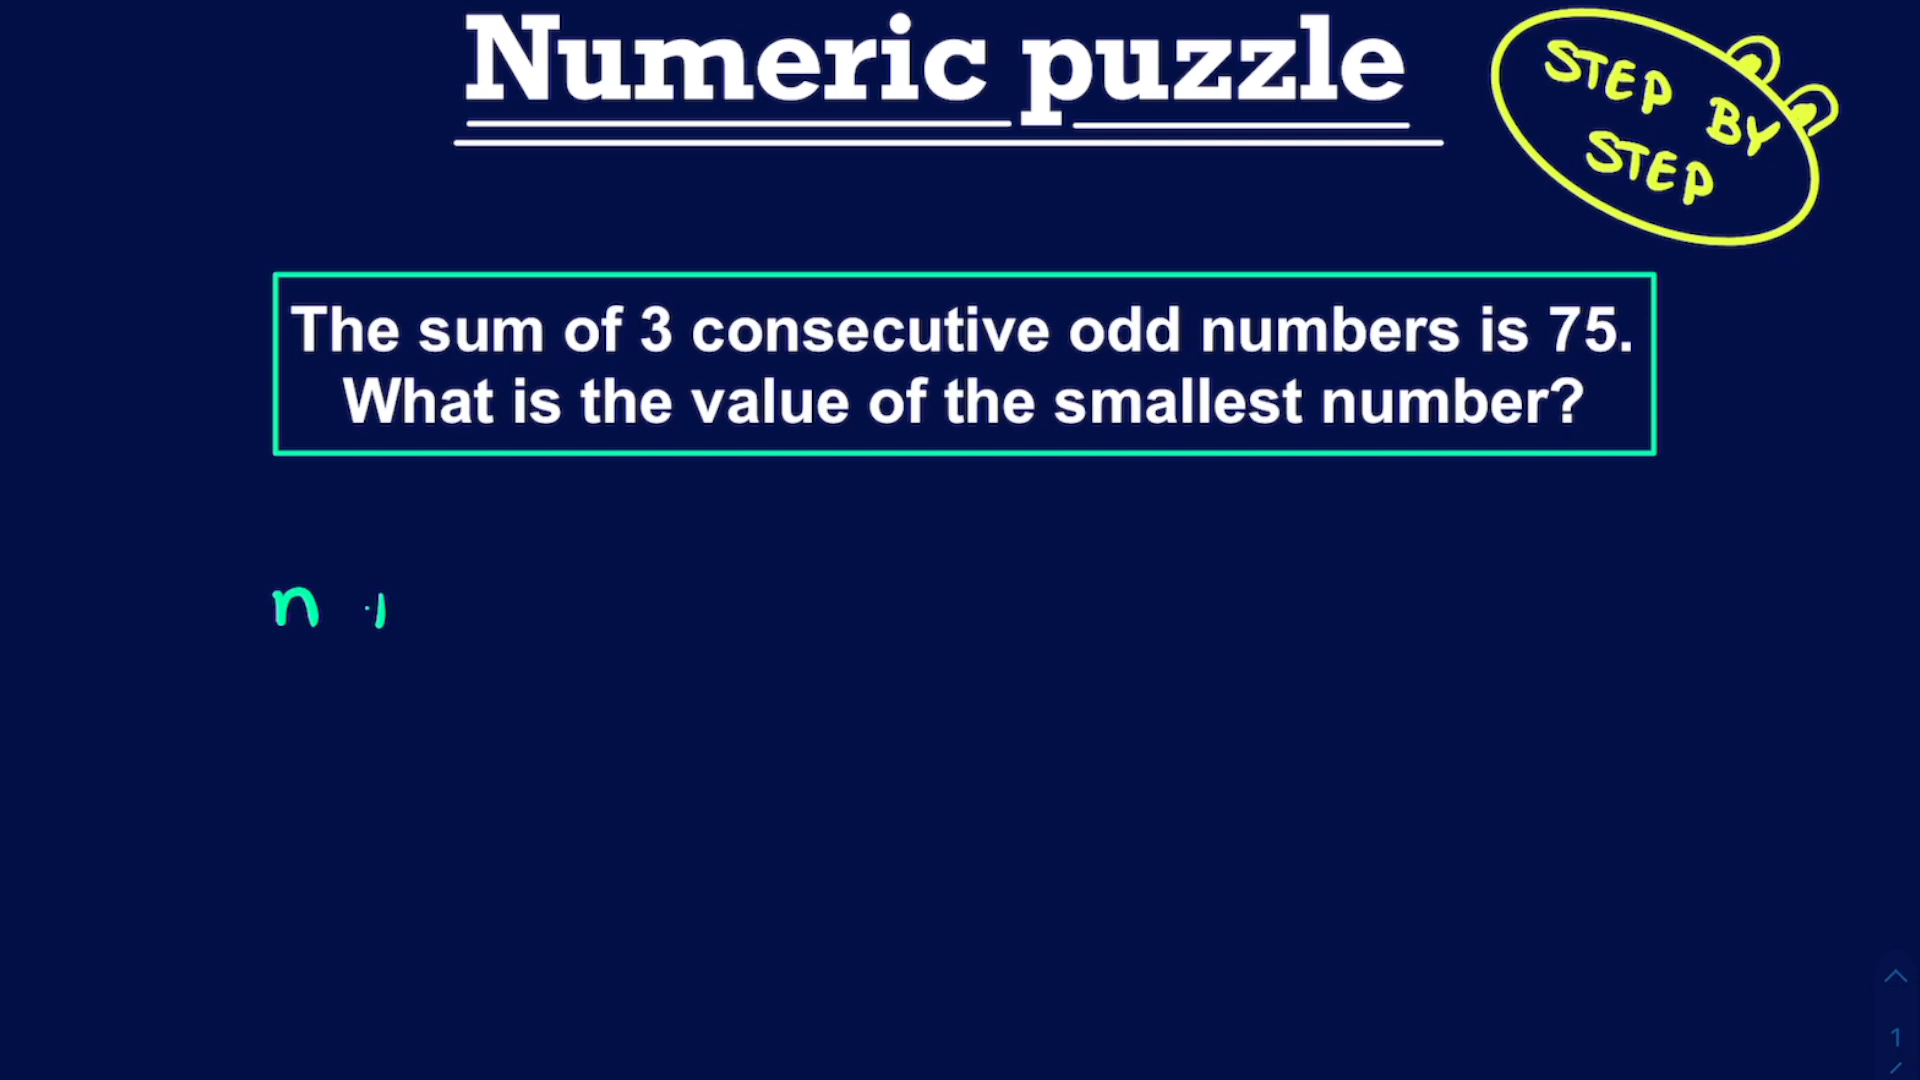 Numeric puzzle
STEP BY
STEP
The sum of 3 consecutive odd numbers is 75.
What is the value of the smallest number?
n
1